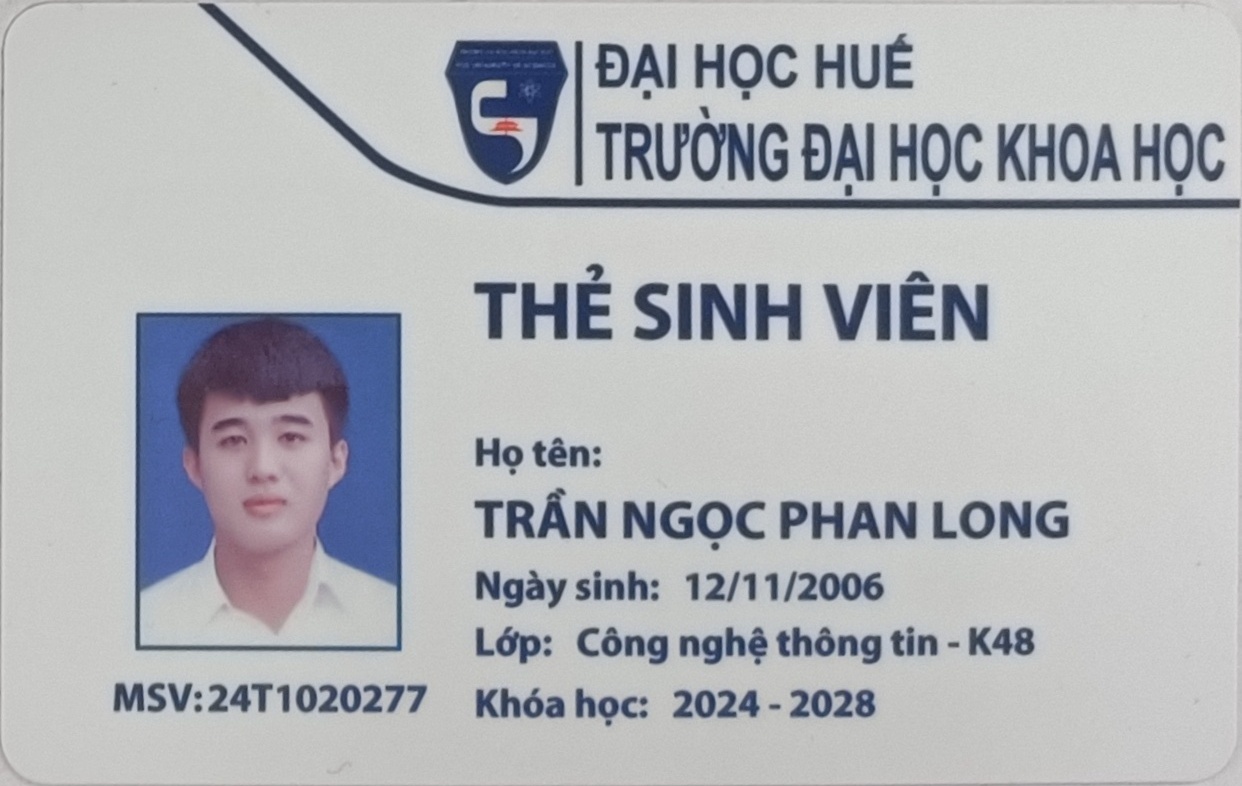 ĐẠI HỌC HUẾ
TRƯỜNG ĐẠI HỌC KHOA HỌC
THẺ SINH VIÊN
Họ tên:
TRẦN NGỌC PHAN LONG
Ngày sinh: 12/11/2006
Lớp: Công nghệ thông tin - K48
Khóa học: 2024 - 2028
MSV: 24T1020277